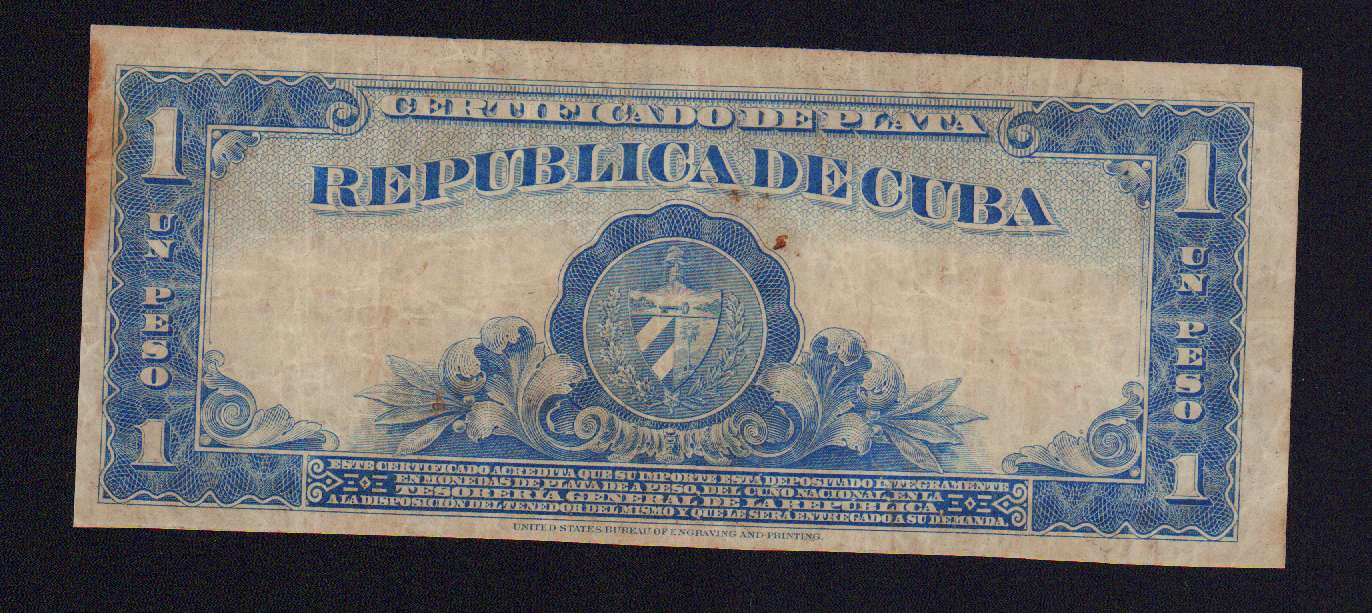 CERTIFICADO DE PLATA
REPUBLICA DE CUBA
1
UN
PESO
1
1
UN
PESO
1
ESTE CERTIFICADO ACREDITA QUE SU IMPORTE ESTÁ DEPOSITADO ÍNTEGRAMENTE
EN MONEDAS DE PLATA DE A PESO, DEL CUÑO NACIONAL, EN LA
TESORERÍA GENERAL DE LA REPUBLICA,
A LA DISPOSICIÓN DEL TENEDOR DEL MISMO Y QUE LE SERÁ ENTREGADO A SU DEMANDA.
UNITED STATES BUREAU OF ENGRAVING AND PRINTING.